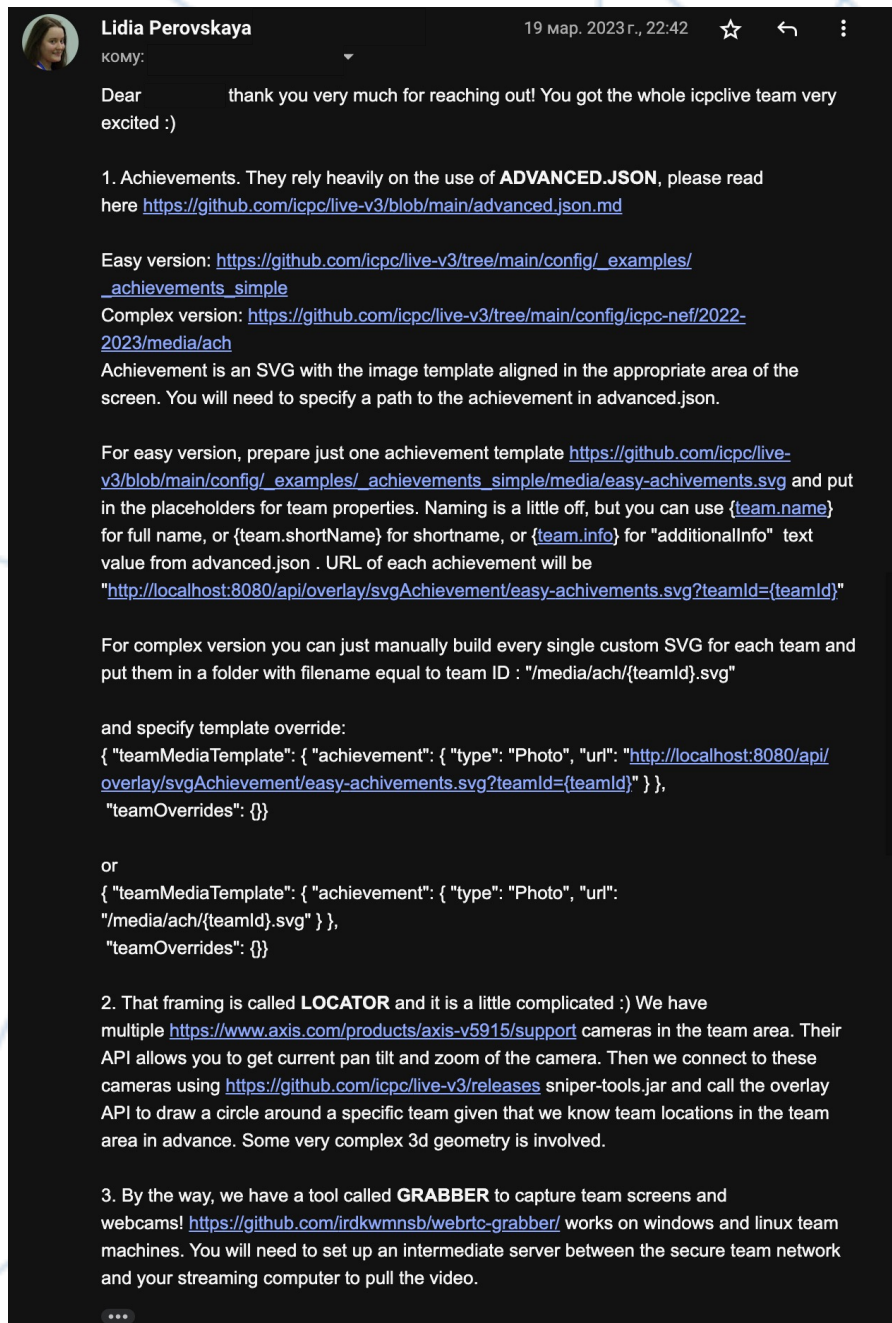 Lidia Perovskaya
19 мар. 2023 г., 22:42
кому:
Dear thank you very much for reaching out! You got the whole icpclive team very
excited :)
1. Achievements. They rely heavily on the use of ADVANCED.JSON, please read
here https://github.com/icpc/live-v3/blob/main/advanced.json.md
Easy version: https://github.com/icpc/live-v3/tree/main/config/_examples/
_achievements_simple
Complex version: https://github.com/icpc/live-v3/tree/main/config/icpc-nef/2022-
2023/media/ach
Achievement is an SVG with the image template aligned in the appropriate area of the
screen. You will need to specify a path to the achievement in advanced.json.
For easy version, prepare just one achievement template https://github.com/icpc/live-
v3/blob/main/config/_examples/_achievements_simple/media/easy-achivements.svg and put
in the placeholders for team properties. Naming is a little off, but you can use {team.name}
for full name, or {team.shortName} for shortname, or {team.info} for "additionalInfo"  text
value from advanced.json . URL of each achievement will be
"http://localhost:8080/api/overlay/svgAchievement/easy-achivements.svg?teamId={teamId}"
For complex version you can just manually build every single custom SVG for each team and
put them in a folder with filename equal to team ID : "/media/ach/{teamId}.svg"
and specify template override:
{ "teamMediaTemplate": { "achievement": { "type": "Photo", "url": "http://localhost:8080/api/
overlay/svgAchievement/easy-achivements.svg?teamId={teamId}" } },
"teamOverrides": {}}
or
{ "teamMediaTemplate": { "achievement": { "type": "Photo", "url":
"/media/ach/{teamId}.svg" } },
"teamOverrides": {}}
2. That framing is called LOCATOR and it is a little complicated :) We have
multiple https://www.axis.com/products/axis-v5915/support cameras in the team area. Their
API allows you to get current pan tilt and zoom of the camera. Then we connect to these
cameras using https://github.com/icpc/live-v3/releases sniper-tools.jar and call the overlay
API to draw a circle around a specific team given that we know team locations in the team
area in advance. Some very complex 3d geometry is involved.
3. By the way, we have a tool called GRABBER to capture team screens and
webcams! https://github.com/irdkwmnsb/webrtc-grabber/ works on windows and linux team
machines. You will need to set up an intermediate server between the secure team network
and your streaming computer to pull the video.